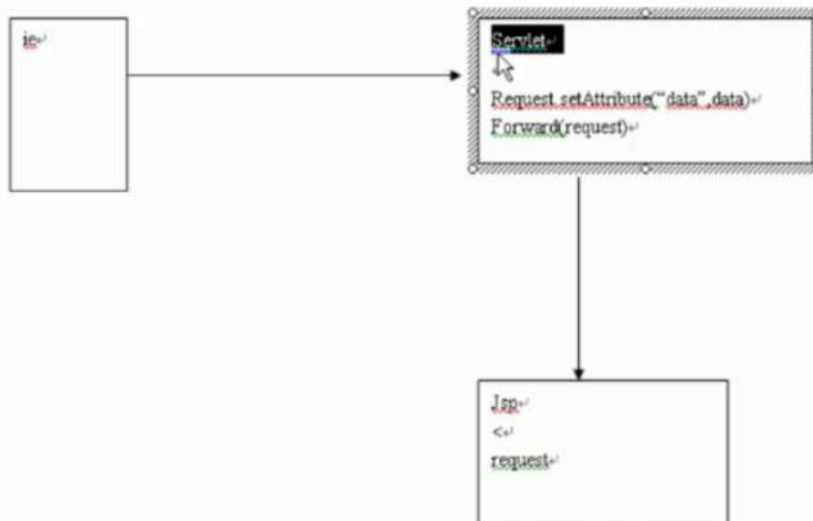 ie
Servlet
Request.setAttribute("data",data)
Forward(request)
Jsp
<
request